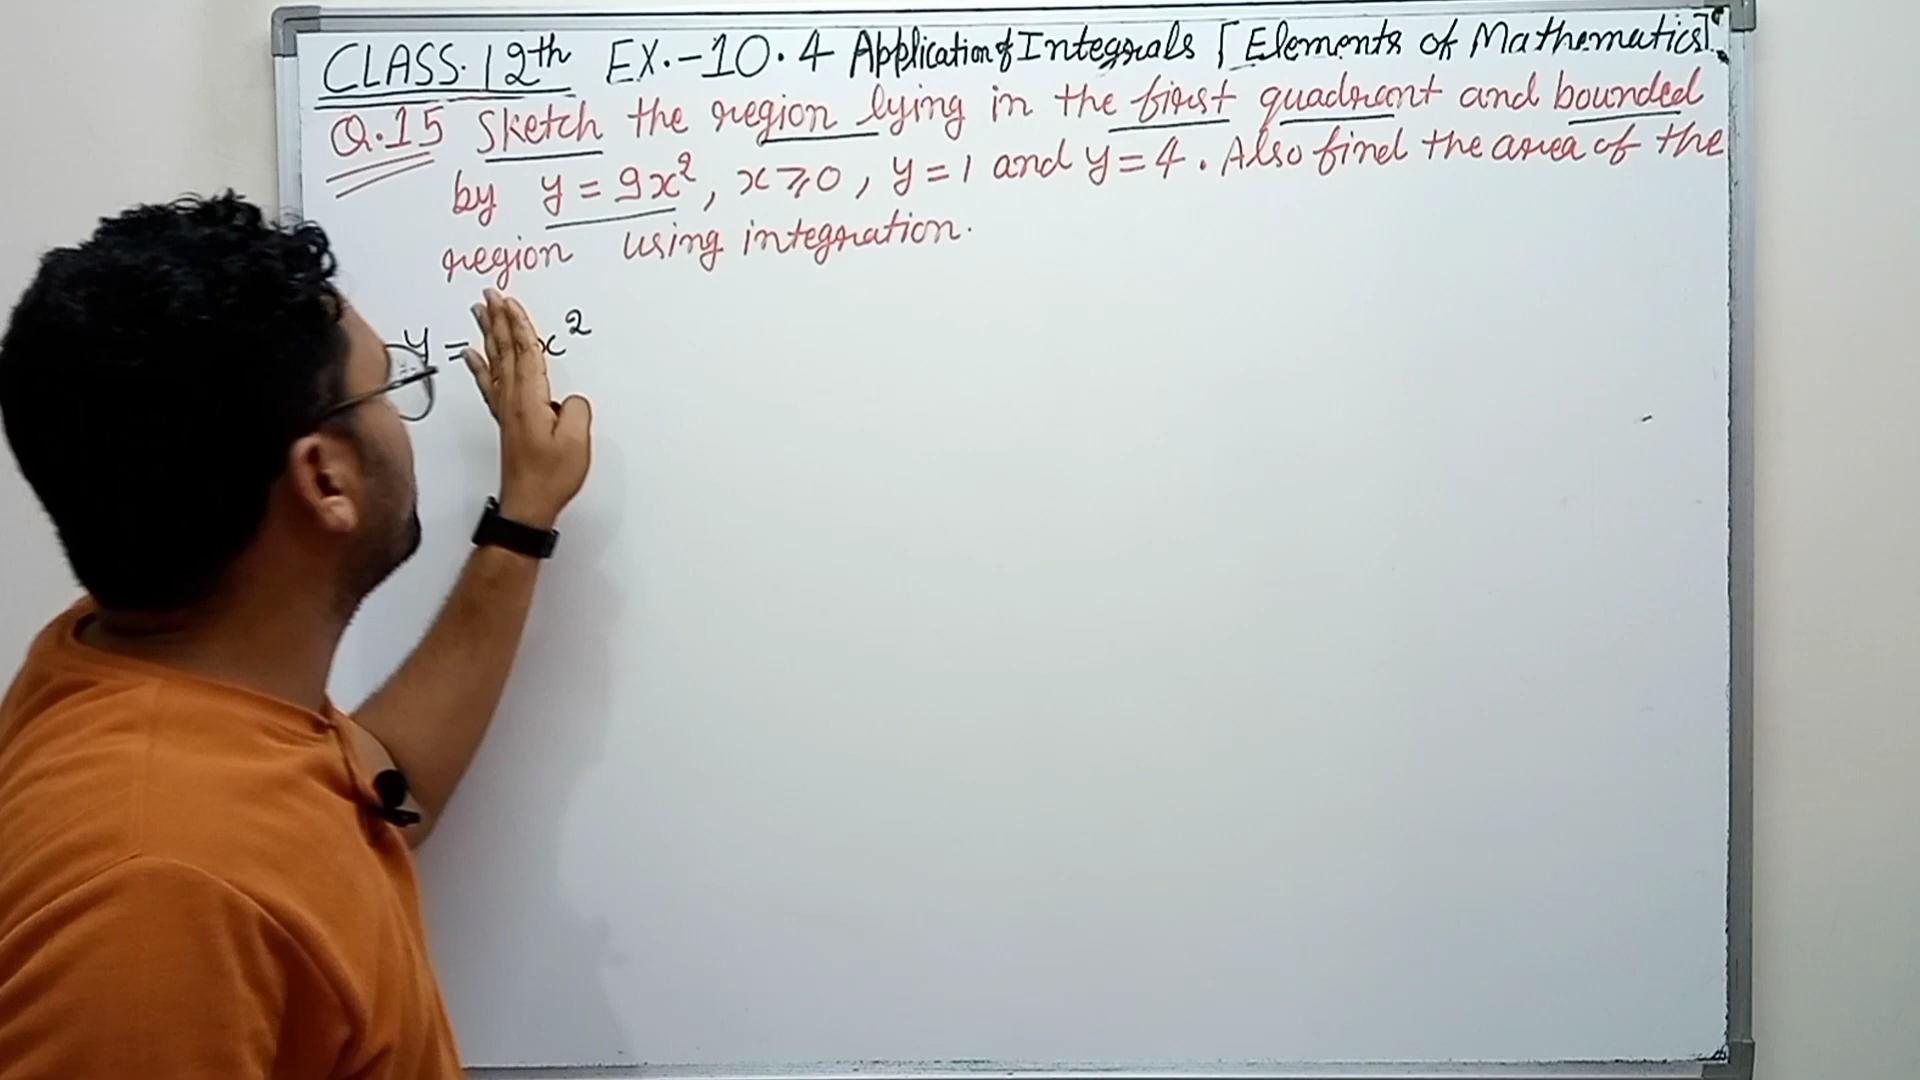 CLASS. 12th EX.-10.4 Application of Integrals [Elements of Mathematics]
Q.15 Sketch the region lying in the first quadrant and bounded
by y = 9x², x ⩾ 0, y = 1 and y = 4. Also find the area of the
region using integration.
y = x²